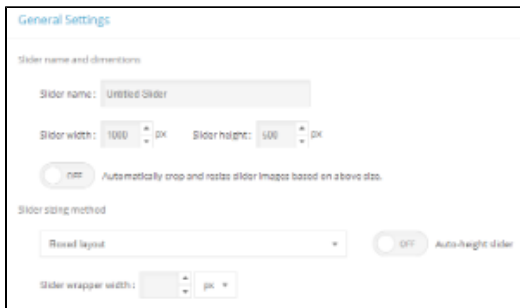 General Settings
Slider name and dimentions
Slider name : Untitled Slider
Slider width : 1000 px Slider height : 500 px
OFF Automatically crop and resize slider images based on above size.
Slider sizing method
Boxed layout OFF Auto-height slider
Slider wrapper width : px